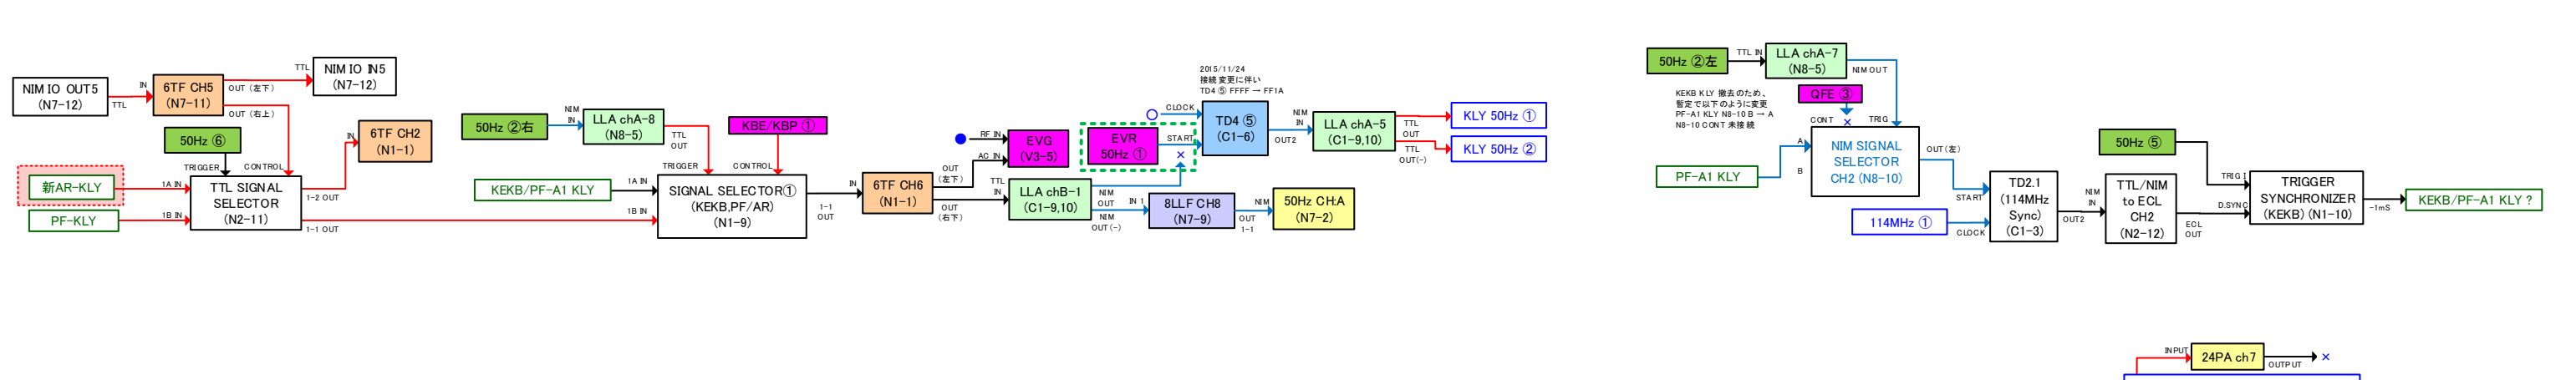 NIM IO OUT5
(N7-12)
TTL
IN
6TF CH5
(N7-11)
OUT (左下)
OUT (右上)
TTL
NIM IO IN5
(N7-12)
50Hz ⑥
TRIGGER
CONTROL
新AR-KLY
PF-KLY
1A IN
1B IN
TTL SIGNAL
SELECTOR
(N2-11)
1-2 OUT
1-1 OUT
IN
6TF CH2
(N1-1)
50Hz ②右
NIM
IN
LLA chA-8
(N8-5)
TTL
OUT
KBE/KBP ①
TRIGGER
CONTROL
KEKB/PF-A1 KLY
1A IN
1B IN
SIGNAL SELECTOR①
(KEKB,PF/AR)
(N1-9)
1-1
OUT
IN
6TF CH6
(N1-1)
OUT
(左下)
OUT
(右下)
RF IN
AC IN
EVG
(V3-5)
TTL
IN
LLA chB-1
(C1-9,10)
NIM
OUT
NIM
OUT(-)
EVR
50Hz ①
START
×
CLOCK
2015/11/24
接続変更に伴い
TD4 ⑤ FFFF → FF1A
TD4 ⑤
(C1-6)
OUT2
NIM
IN
LLA chA-5
(C1-9,10)
TTL
OUT
TTL
OUT(-)
KLY 50Hz ①
KLY 50Hz ②
IN 1
8LLF CH8
(N7-9)
OUT
1-1
NIM
50Hz CH:A
(N7-2)
50Hz ②左
TTL IN
LLA chA-7
(N8-5)
NIM OUT
KEKB KLY 撤去のため、
暫定で以下のように変更
PF-A1 KLY N8-10 B → A
N8-10 CONT 未接続
QFE ③
CONT
×
TRIG
PF-A1 KLY
A
B
NIM SIGNAL
SELECTOR
CH2 (N8-10)
OUT (左)
START
114MHz ①
CLOCK
TD2.1
(114MHz
Sync)
(C1-3)
OUT2
NIM
IN
TTL/NIM
to ECL
CH2
(N2-12)
ECL
OUT
50Hz ⑤
TRIG I
D.SYNC
TRIGGER
SYNCHRONIZER
(KEKB) (N1-10)
-1mS
KEKB/PF-A1 KLY ?
INPUT
24PA ch7
OUTPUT
×